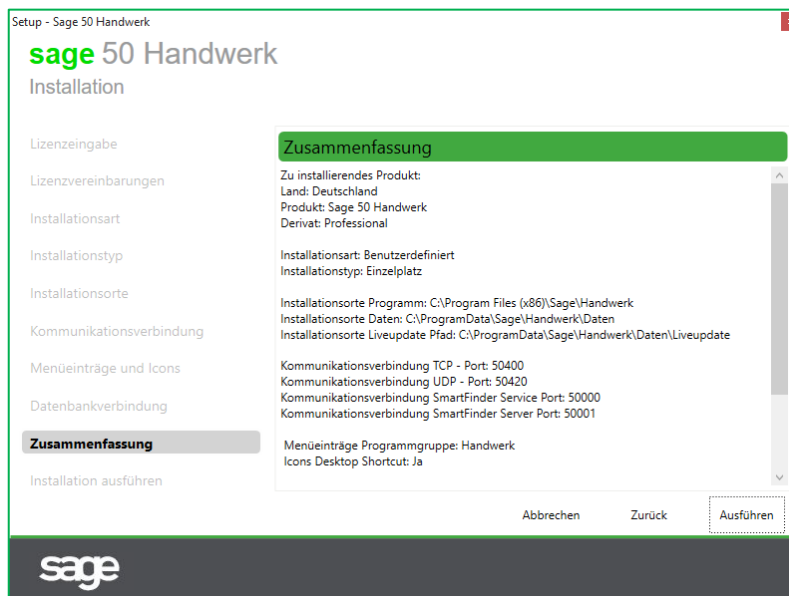 Setup - Sage 50 Handwerk
sage 50 Handwerk
Installation
Lizenzeingabe
Lizenzvereinbarungen
Installationsart
Installationstyp
Installationsorte
Kommunikationsverbindung
Menüeinträge und Icons
Datenbankverbindung
Zusammenfassung
Installation ausführen
Zusammenfassung
Zu installierendes Produkt:
Land: Deutschland
Produkt: Sage 50 Handwerk
Derivat: Professional
Installationsart: Benutzerdefiniert
Installationstyp: Einzelplatz
Installationsorte Programm: C:\Program Files (x86)\Sage\Handwerk
Installationsorte Daten: C:\ProgramData\Sage\Handwerk\Daten
Installationsorte Liveupdate Pfad: C:\ProgramData\Sage\Handwerk\Daten\Liveupdate
Kommunikationsverbindung TCP - Port: 50400
Kommunikationsverbindung UDP - Port: 50420
Kommunikationsverbindung SmartFinder Service Port: 50000
Kommunikationsverbindung SmartFinder Server Port: 50001
Menüeinträge Programmgruppe: Handwerk
Icons Desktop Shortcut: Ja
Abbrechen Zurück Ausführen
sage